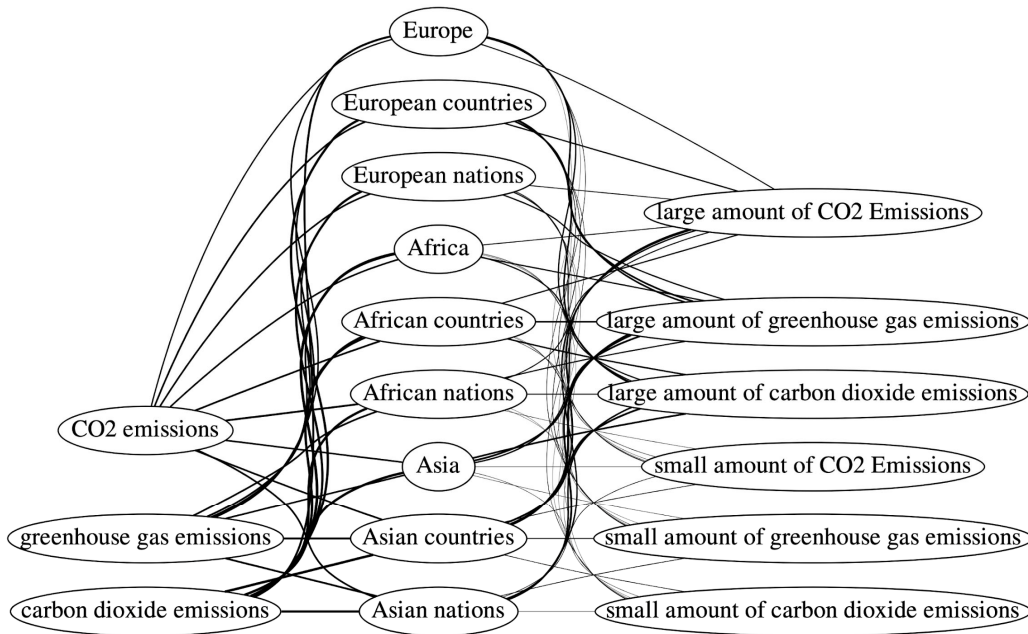 Europe
European countries
European nations
large amount of CO2 Emissions
Africa
African countries
large amount of greenhouse gas emissions
African nations
large amount of carbon dioxide emissions
CO2 emissions
Asia
small amount of CO2 Emissions
greenhouse gas emissions
Asian countries
small amount of greenhouse gas emissions
carbon dioxide emissions
Asian nations
small amount of carbon dioxide emissions